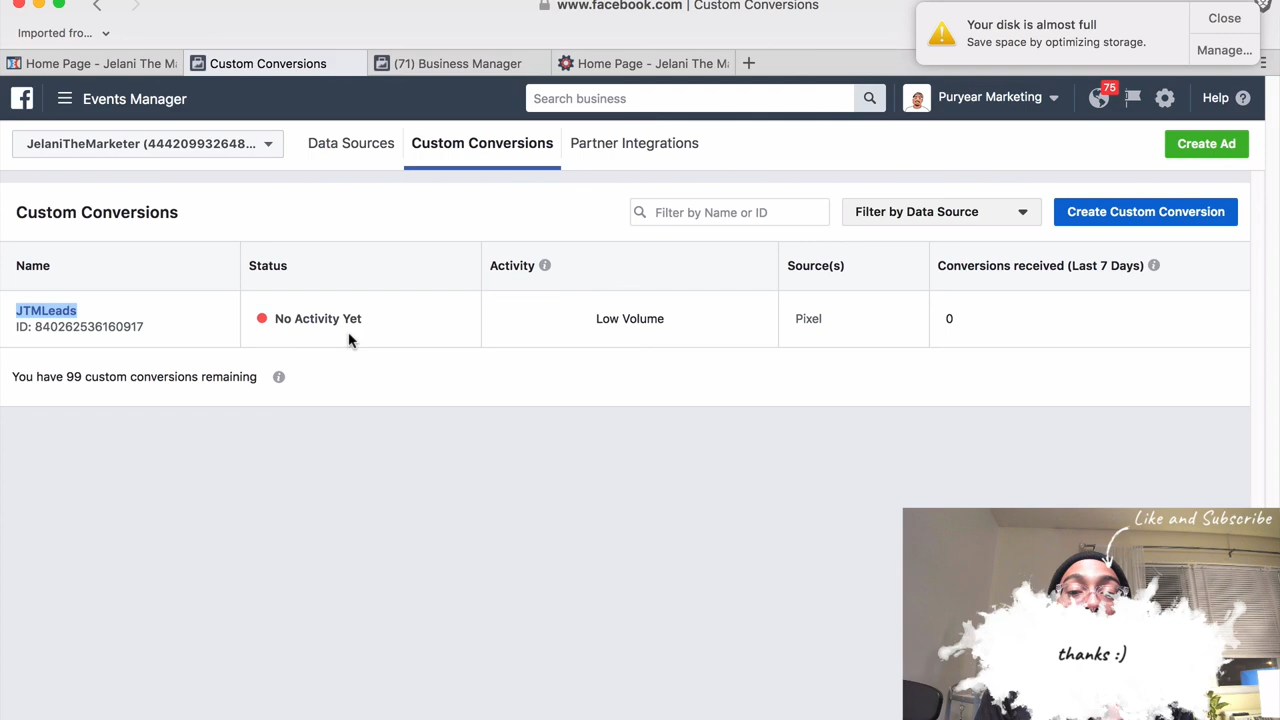 www.facebook.com | Custom Conversions
Your disk is almost full
Save space by optimizing storage.
Close
Manage...
Imported fro...
Home Page - Jelani The M
Custom Conversions
(71) Business Manager
Home Page - Jelani The M
Events Manager
Search business
Puryear Marketing
75
Help
JelaniTheMarketer (444209932648...
Data Sources
Custom Conversions
Partner Integrations
Create Ad
Custom Conversions
Filter by Name or ID
Filter by Data Source
Create Custom Conversion
Name
Status
Activity
Source(s)
Conversions received (Last 7 Days)
JTMLeads
ID: 840262536160917
No Activity Yet
Low Volume
Pixel
0
You have 99 custom conversions remaining
Like and Subscribe
thanks :)